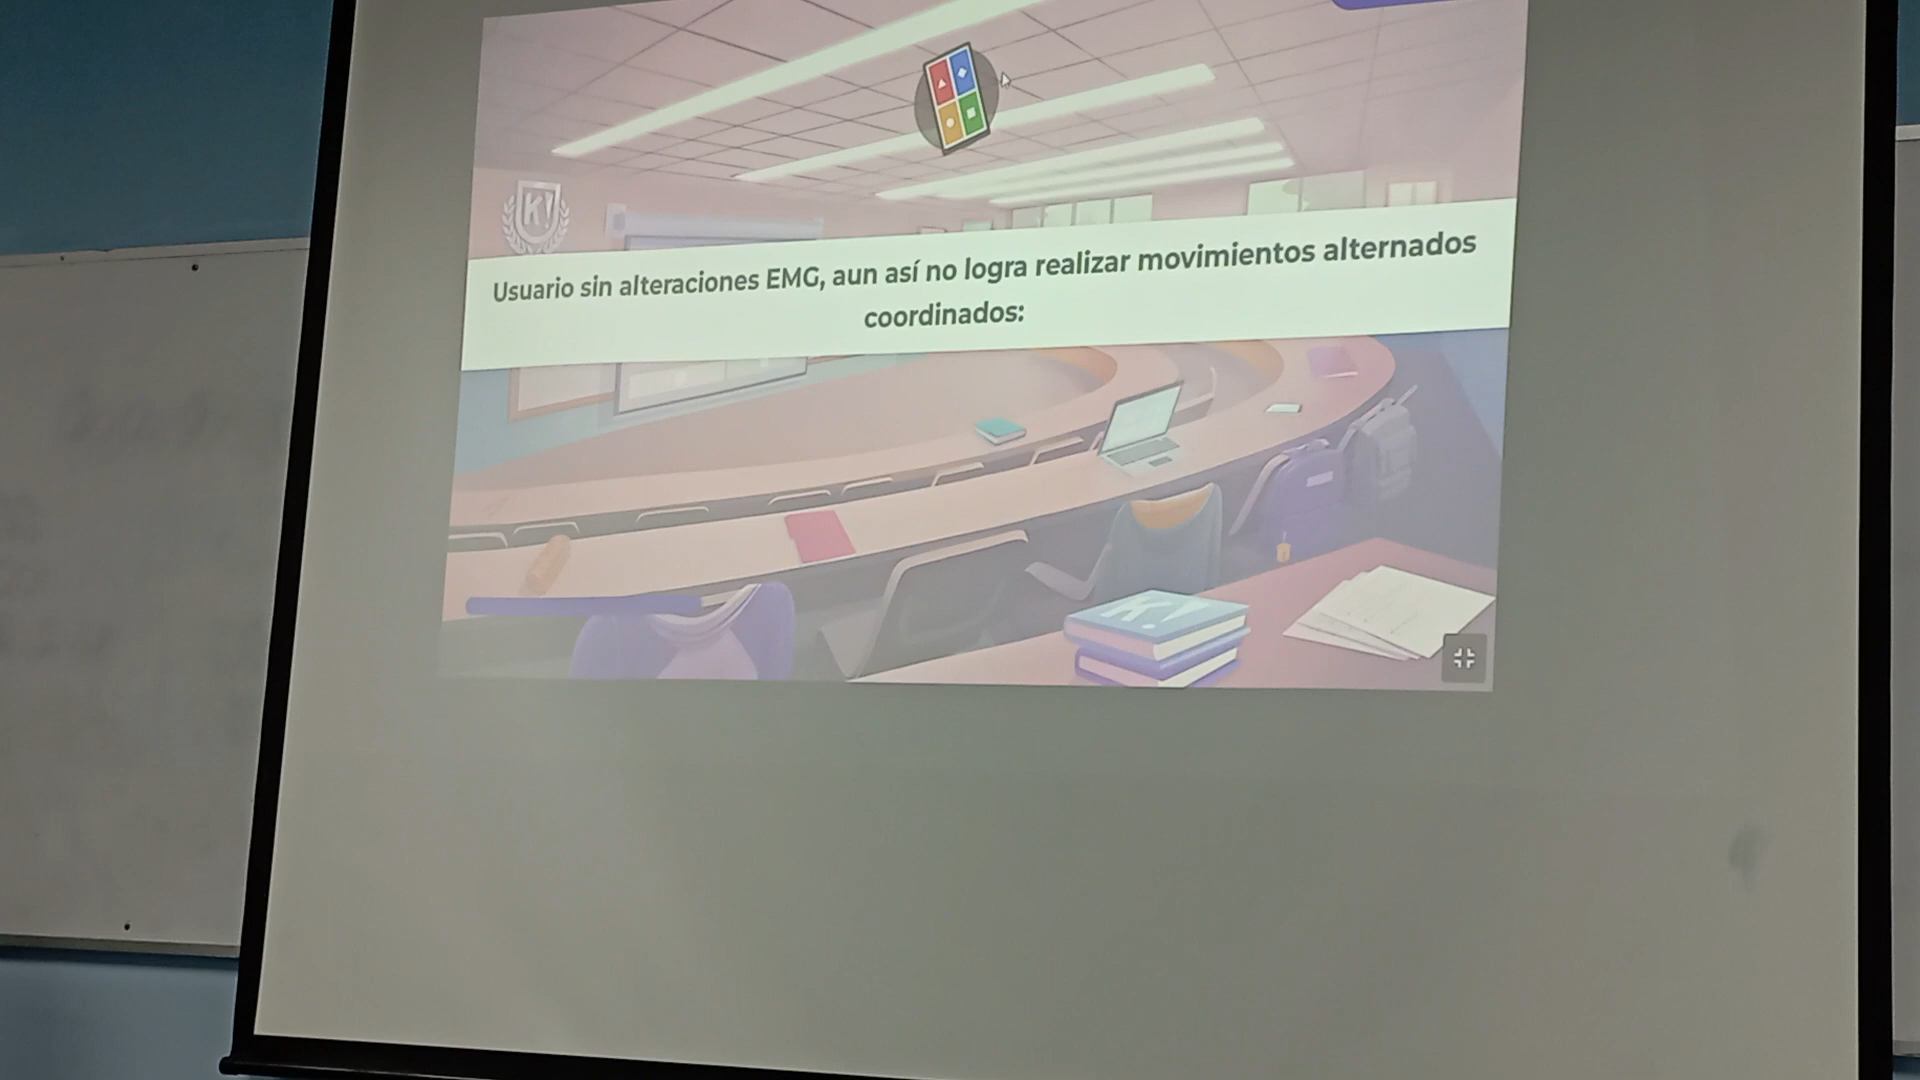 K!
Usuario sin alteraciones EMG, aun así no logra realizar movimientos alternados
coordinados:
K!